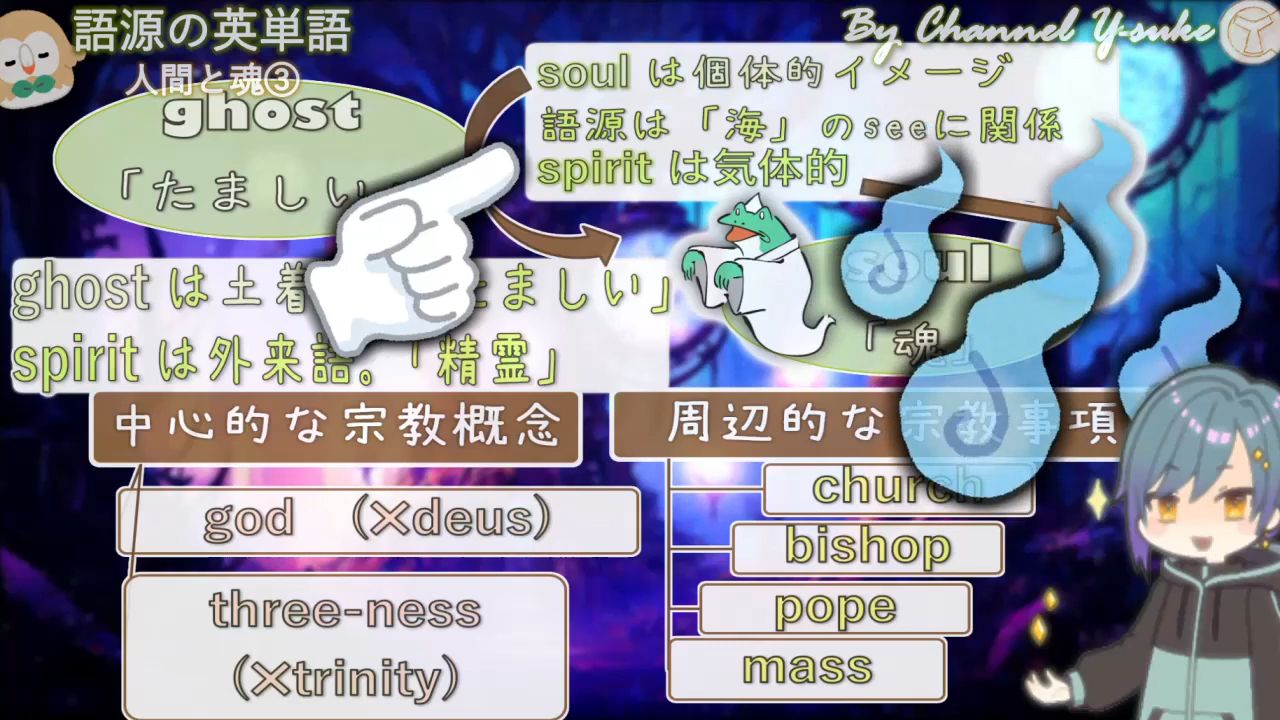 語源の英単語
人間と魂③
By Channel Y-suke
ghost
「たましい
soul は個体的イメージ
語源は「海」のseeに関係
spirit は気体的
soul
「魂」
ghost は土着 たましい」
spirit は外来語。「精霊」
中心的な宗教概念
god (×deus)
three-ness
(×trinity)
周辺的な宗教事項
church
bishop
pope
mass